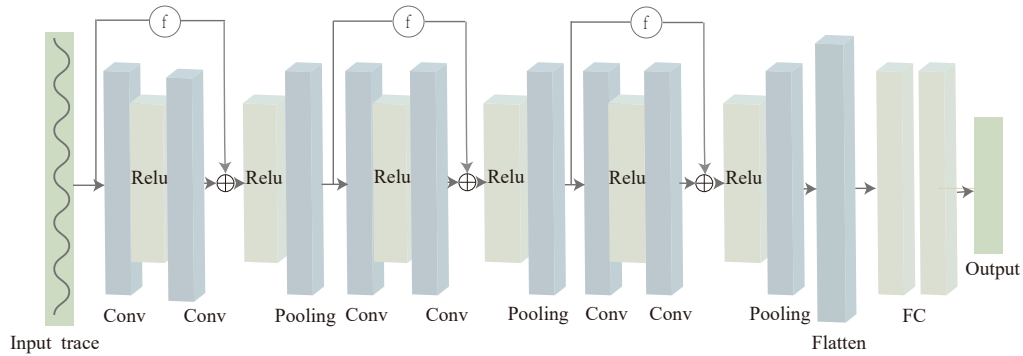 f f f
Relu Relu Relu Relu Relu Relu
Output
Conv Conv Pooling Conv Conv Pooling Conv Conv Pooling FC
Input trace Flatten